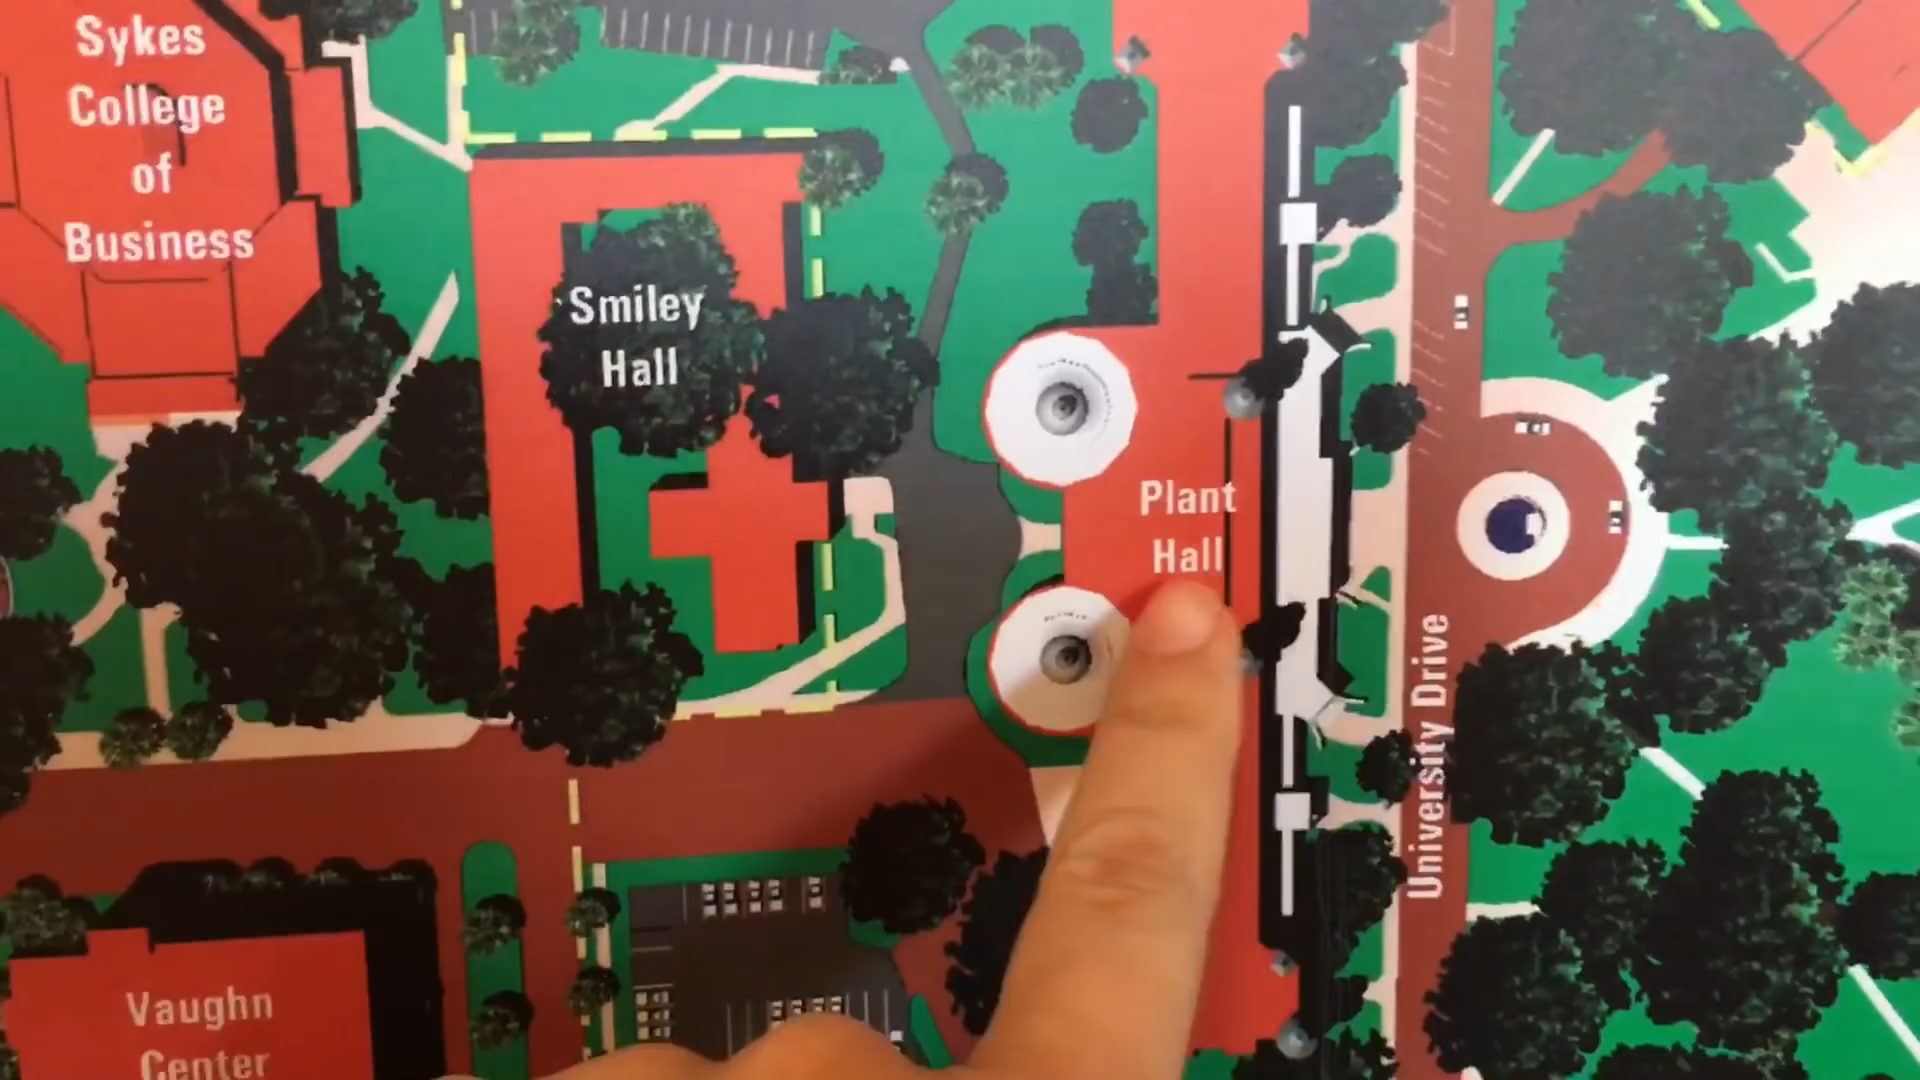 Sykes
College
of
Business
Smiley
Hall
Plant
Hall
University Drive
Vaughn
Center